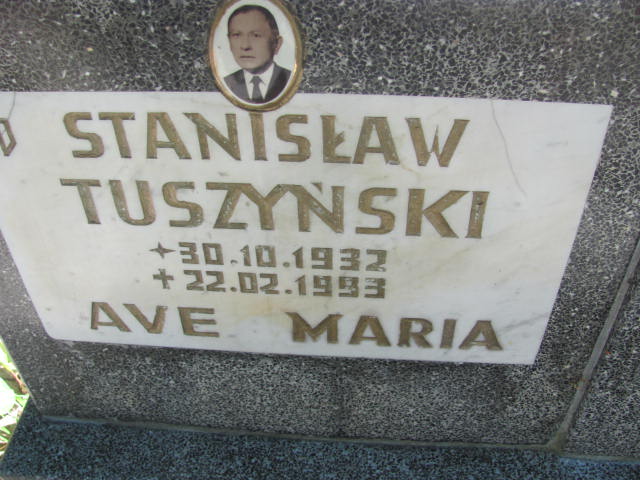 STANISŁAW
TUSZYŃSKI
30.10.1932
22.02.1993
AVE MARIA